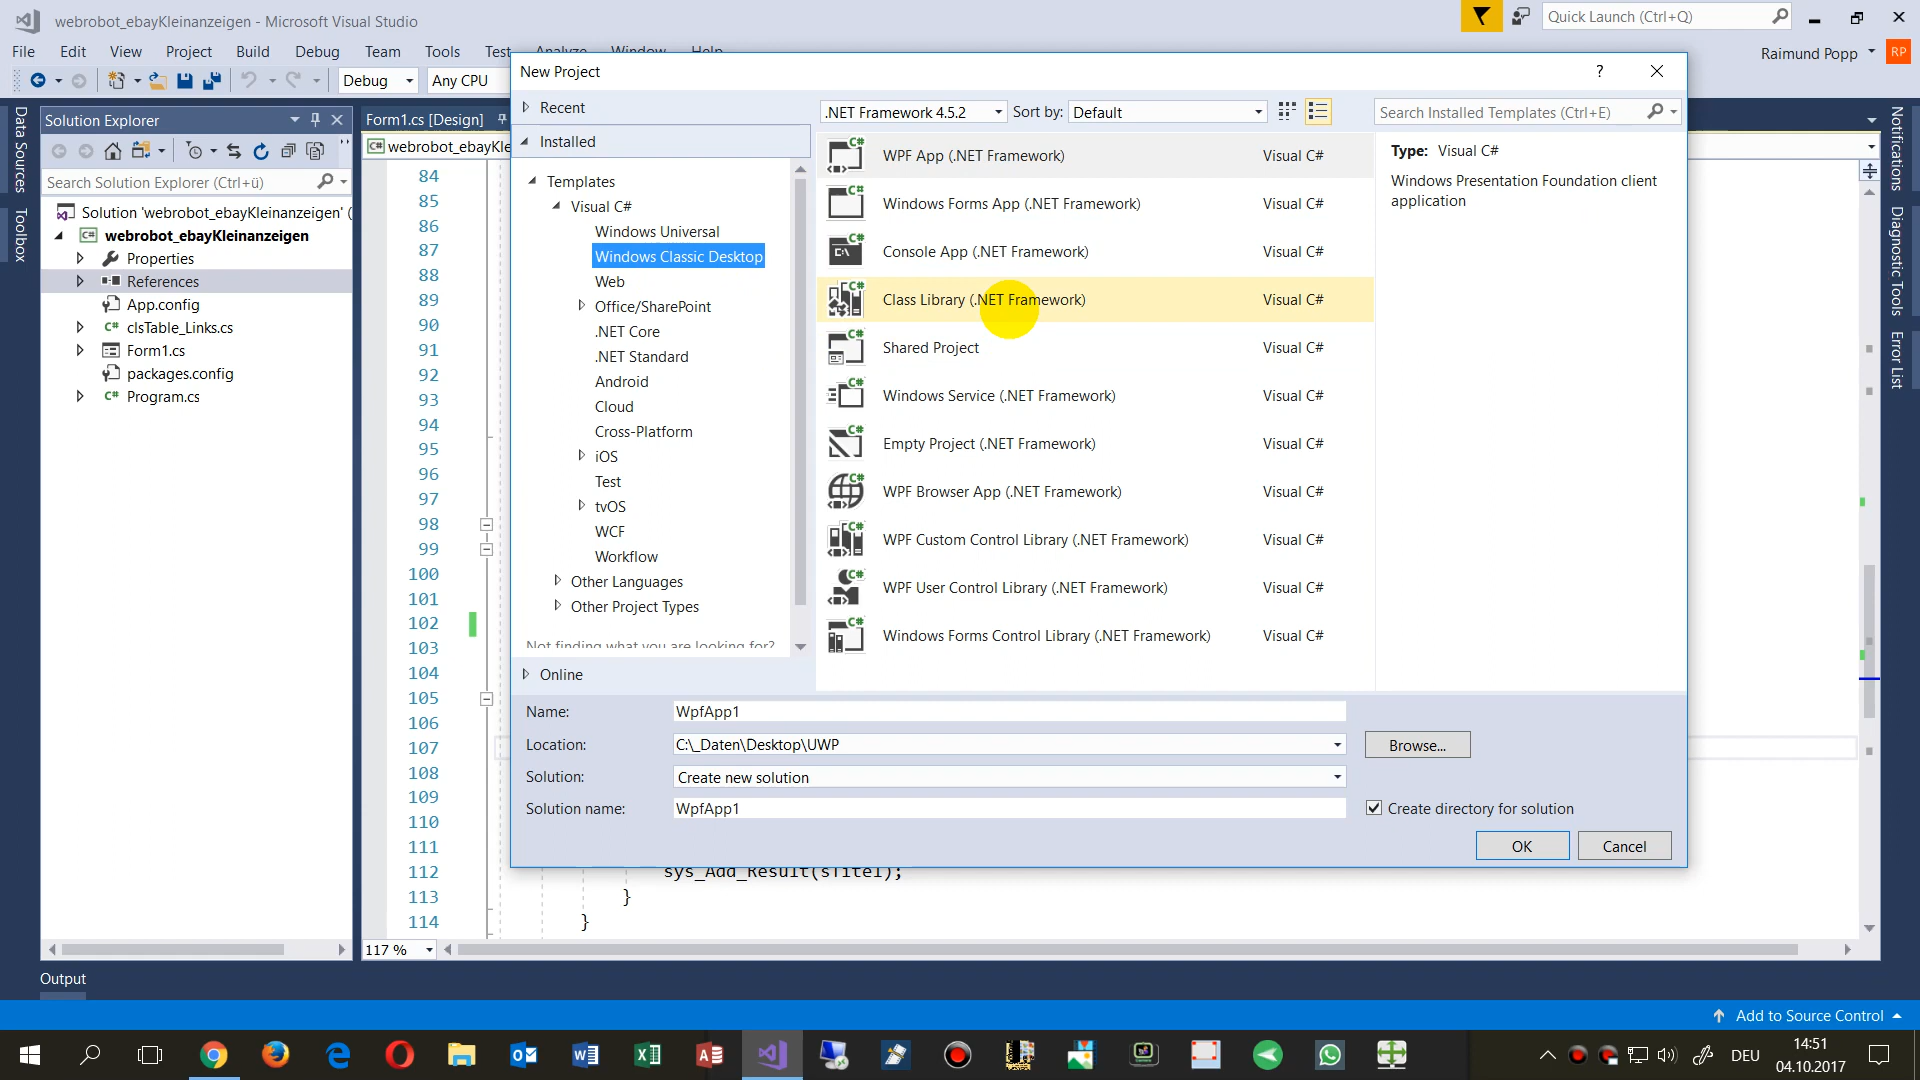 webrobot_ebayKleinanzeigen - Microsoft Visual Studio
Quick Launch (Ctrl+Q)
File Edit View Project Build Debug Team Tools Test Analyze Window Help
Raimund Popp
RP
Debug
Any CPU
Data Sources
Toolbox
Solution Explorer
Search Solution Explorer (Ctrl+ü)
Solution 'webrobot_ebayKleinanzeigen' (
webrobot_ebayKleinanzeigen
Properties
References
App.config
clsTable_Links.cs
Form1.cs
packages.config
Program.cs
Form1.cs [Design]
webrobot_ebayKle
84
85
86
87
88
89
90
91
92
93
94
95
96
97
98
99
100
101
102
103
104
105
106
107
108
109
110
111
112 sys_Add_Result(sTitel);
113 }
114 }
117 %
New Project
?
Recent
Installed
Templates
Visual C#
Windows Universal
Windows Classic Desktop
Web
Office/SharePoint
.NET Core
.NET Standard
Android
Cloud
Cross-Platform
iOS
Test
tvOS
WCF
Workflow
Other Languages
Other Project Types
Not finding what you are looking for?
Online
.NET Framework 4.5.2
Sort by: Default
Search Installed Templates (Ctrl+E)
WPF App (.NET Framework) Visual C#
Windows Forms App (.NET Framework) Visual C#
Console App (.NET Framework) Visual C#
Class Library (.NET Framework) Visual C#
Shared Project Visual C#
Windows Service (.NET Framework) Visual C#
Empty Project (.NET Framework) Visual C#
WPF Browser App (.NET Framework) Visual C#
WPF Custom Control Library (.NET Framework) Visual C#
WPF User Control Library (.NET Framework) Visual C#
Windows Forms Control Library (.NET Framework) Visual C#
Type: Visual C#
Windows Presentation Foundation client
application
Name: WpfApp1
Location: C:\_Daten\Desktop\UWP
Browse...
Solution: Create new solution
Solution name: WpfApp1
Create directory for solution
OK
Cancel
Notifications
Diagnostic Tools
Error List
Output
Add to Source Control
DEU
14:51
04.10.2017